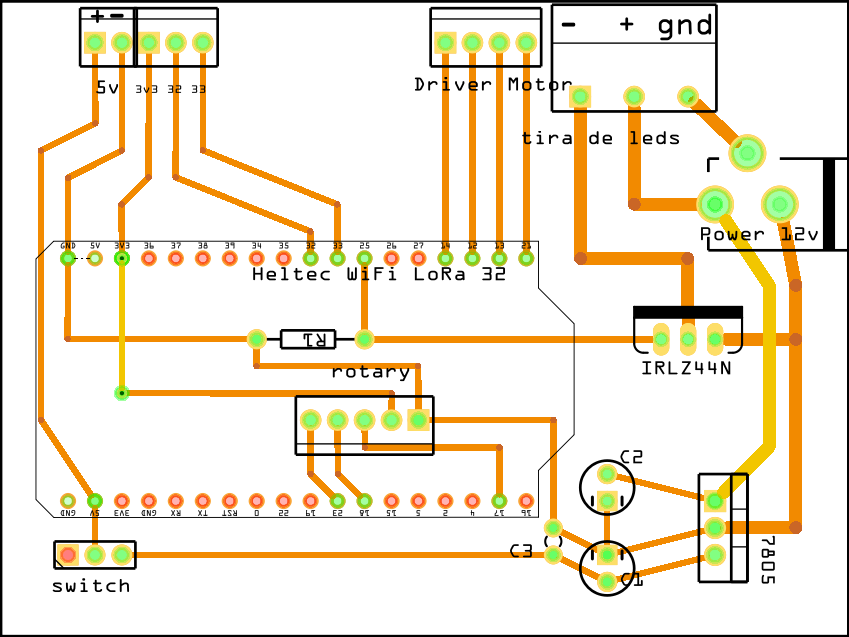 + -
5v 3v3 32 33
Driver Motor
- + gnd
tira de leds
Power 12v
GND 5V 3V3 36 37 38 39 34 35 32 33 25 26 27 14 12 13 21
Heltec WiFi LoRa 32
R1
IRLZ44N
rotary
C2
GND 5V 3V3 GND RX TX RST 0 22 19 23 18 15 5 2 4 17 16
C3
C1
7805
switch